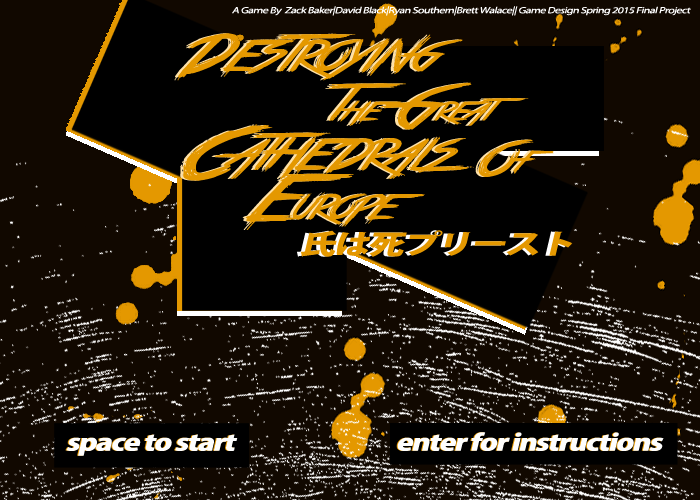 A Game By Zack Baker|David Black|Ryan Southern|Brett Walace|| Game Design Spring 2015 Final Project
Destroying
The Great
Cathedrals Of
Europe
氏は死プリースト
space to start
enter for instructions